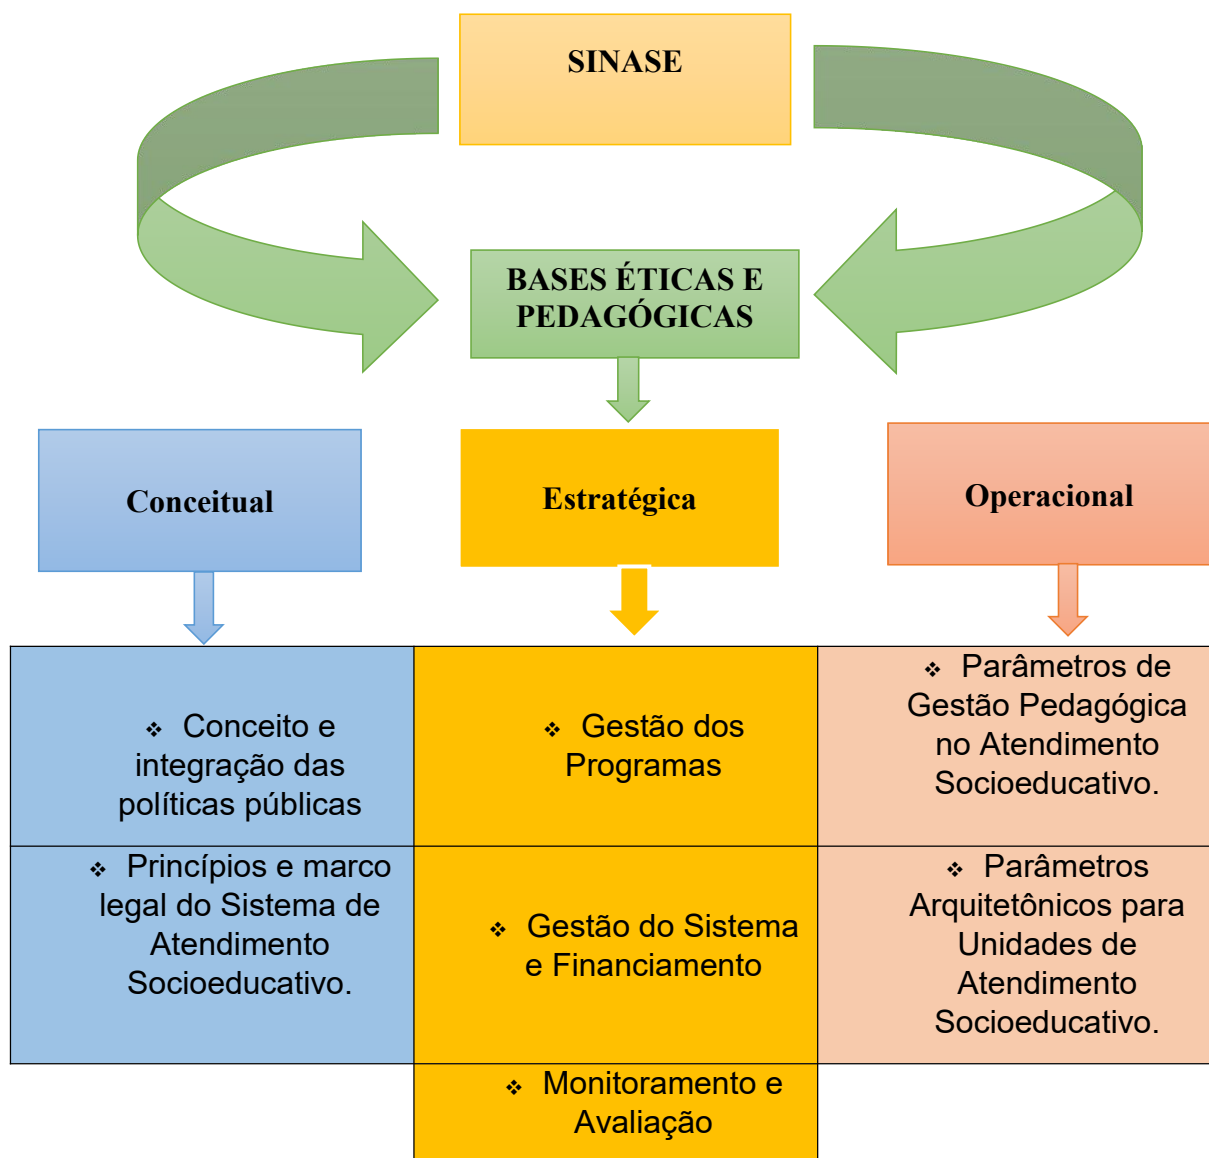 SINASE
BASES ÉTICAS E
PEDAGÓGICAS
Conceitual
Estratégica
Operacional
❖ Conceito e
integração das
políticas públicas
❖ Gestão dos
Programas
❖ Parâmetros de
Gestão Pedagógica
no Atendimento
Socioeducativo.
❖ Princípios e marco
legal do Sistema de
Atendimento
Socioeducativo.
❖ Gestão do Sistema
e Financiamento
❖ Parâmetros
Arquitetônicos para
Unidades de
Atendimento
Socioeducativo.
❖ Monitoramento e
Avaliação